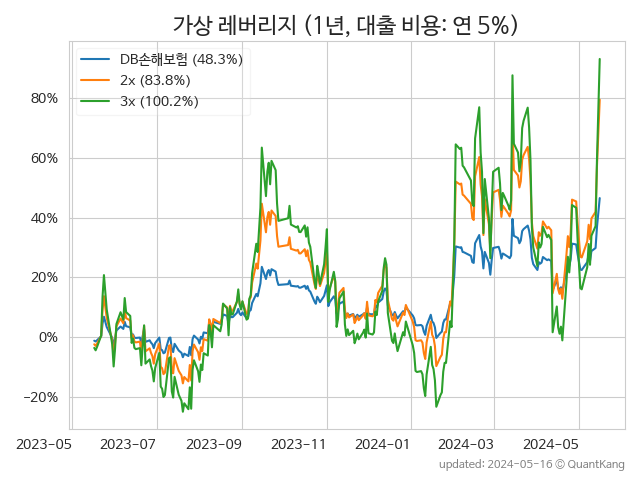 가상 레버리지 (1년, 대출 비용: 연 5%)
DB손해보험 (48.3%)
2x (83.8%)
3x (100.2%)
80%
60%
40%
20%
0%
−20%
2023-05 2023-07 2023-09 2023-11 2024-01 2024-03 2024-05
updated: 2024-05-16 © QuantKang